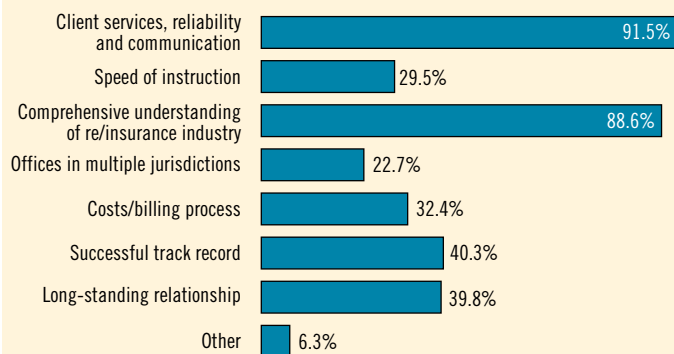 Client services, reliability
and communication
91.5%
Speed of instruction
29.5%
Comprehensive understanding
of re/insurance industry
88.6%
Offices in multiple jurisdictions
22.7%
Costs/billing process
32.4%
Successful track record
40.3%
Long-standing relationship
39.8%
Other
6.3%